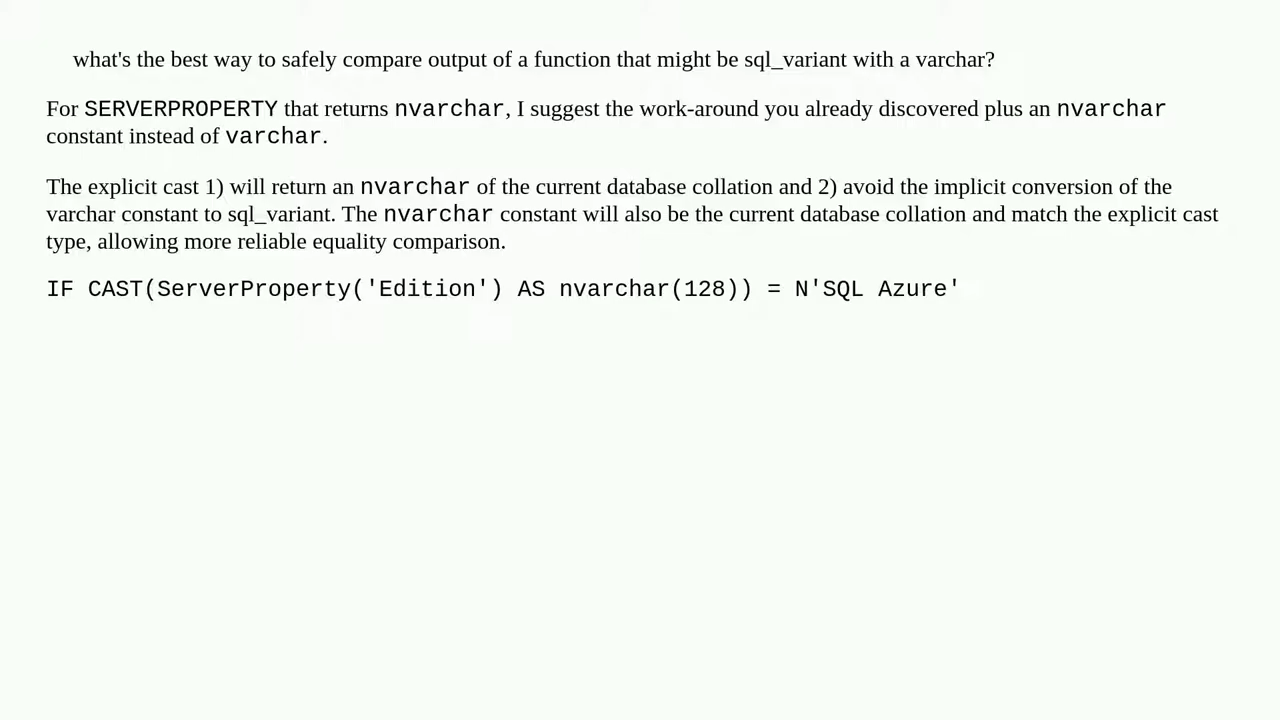 what's the best way to safely compare output of a function that might be sql_variant with a varchar?
For SERVERPROPERTY that returns nvarchar, I suggest the work-around you already discovered plus an nvarchar
constant instead of varchar.
The explicit cast 1) will return an nvarchar of the current database collation and 2) avoid the implicit conversion of the
varchar constant to sql_variant. The nvarchar constant will also be the current database collation and match the explicit cast
type, allowing more reliable equality comparison.
IF CAST(ServerProperty('Edition') AS nvarchar(128)) = N'SQL Azure'